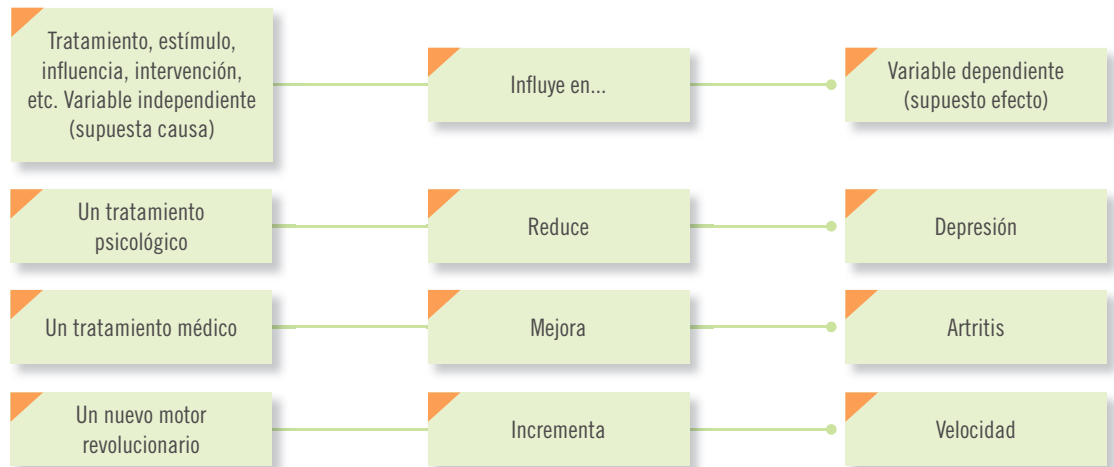 Tratamiento, estímulo,
influencia, intervención,
etc. Variable independiente
(supuesta causa)
Influye en...
Variable dependiente
(supuesto efecto)
Un tratamiento
psicológico
Reduce
Depresión
Un tratamiento médico
Mejora
Artritis
Un nuevo motor
revolucionario
Incrementa
Velocidad